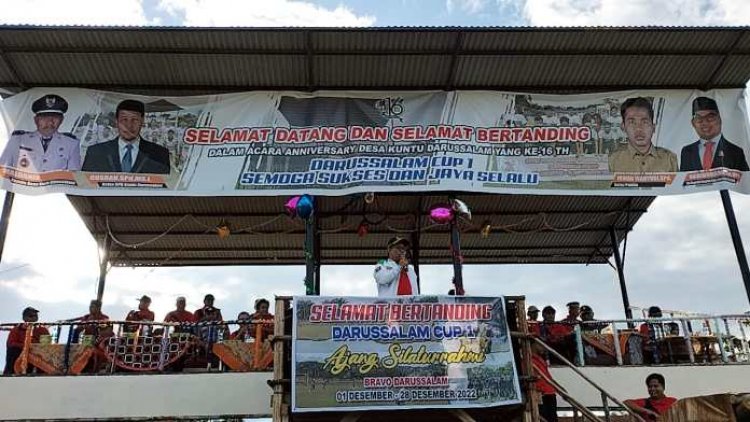 16
SELAMAT DATANG DAN SELAMAT BERTANDING
DALAM ACARA ANNIVERSARY DESA KUNTU DARUSSALAM YANG KE-16 TH
DARUSSALAM CUP 1
SEMOGA SUKSES DAN JAYA SELALU
SELAMAT BERTANDING
DARUSSALAM CUP 1
Ajang Silaturrahmi
BRAVO DARUSSALAM
01 DESEMBER - 28 DESEMBER 2022